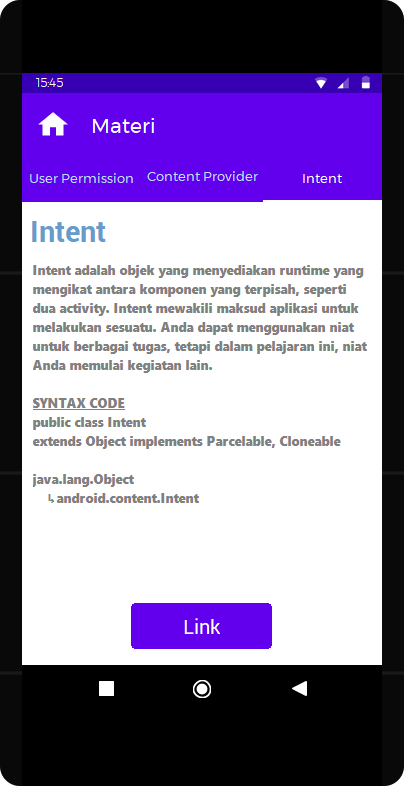 15:45
Materi
User Permission Content Provider Intent
Intent
Intent adalah objek yang menyediakan runtime yang
mengikat antara komponen yang terpisah, seperti
dua activity. Intent mewakili maksud aplikasi untuk
melakukan sesuatu. Anda dapat menggunakan niat
untuk berbagai tugas, tetapi dalam pelajaran ini, niat
Anda memulai kegiatan lain.
SYNTAX CODE
public class Intent
extends Object implements Parcelable, Cloneable
java.lang.Object
↳android.content.Intent
Link